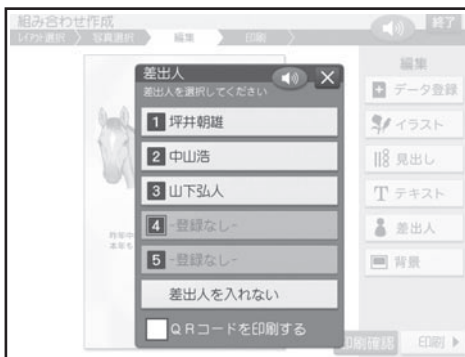 組み合わせ作成
終了
レイアウト選択
写真選択
編集
印刷
差出人
差出人を選択してください
1 坪井朝雄
2 中山浩
3 山下弘人
4 -登録なし-
5 -登録なし-
差出人を入れない
QRコードを印刷する
編集
データ登録
イラスト
見出し
T テキスト
差出人
背景
印刷確認
印刷